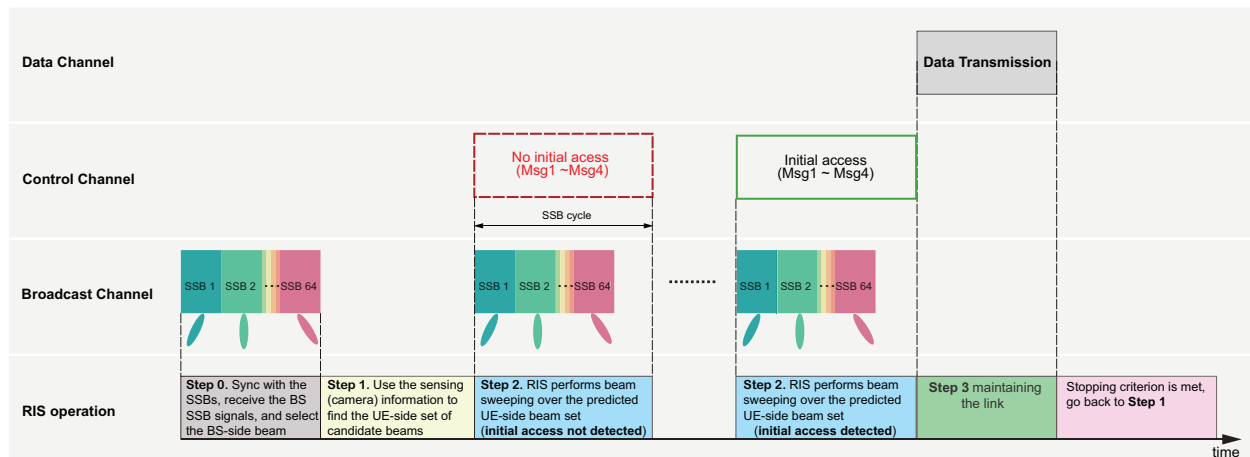 Data Channel
Data Transmission
Control Channel
No initial acess
(Msg1 ~Msg4)
Initial access
(Msg1 ~ Msg4)
SSB cycle
Broadcast Channel
SSB 1
SSB 2
SSB 64
SSB 1
SSB 2
SSB 64
SSB 1
SSB 2
SSB 64
RIS operation
Step 0. Sync with the
SSBs, receive the BS
SSB signals, and select
the BS-side beam
Step 1. Use the sensing
(camera) information to
find the UE-side set of
candidate beams
Step 2. RIS performs beam
sweeping over the predicted
UE-side beam set
(initial access not detected)
Step 2. RIS performs beam
sweeping over the predicted
UE-side beam set
(initial access detected)
Step 3 maintaining
the link
Stopping criterion is met,
go back to Step 1
time